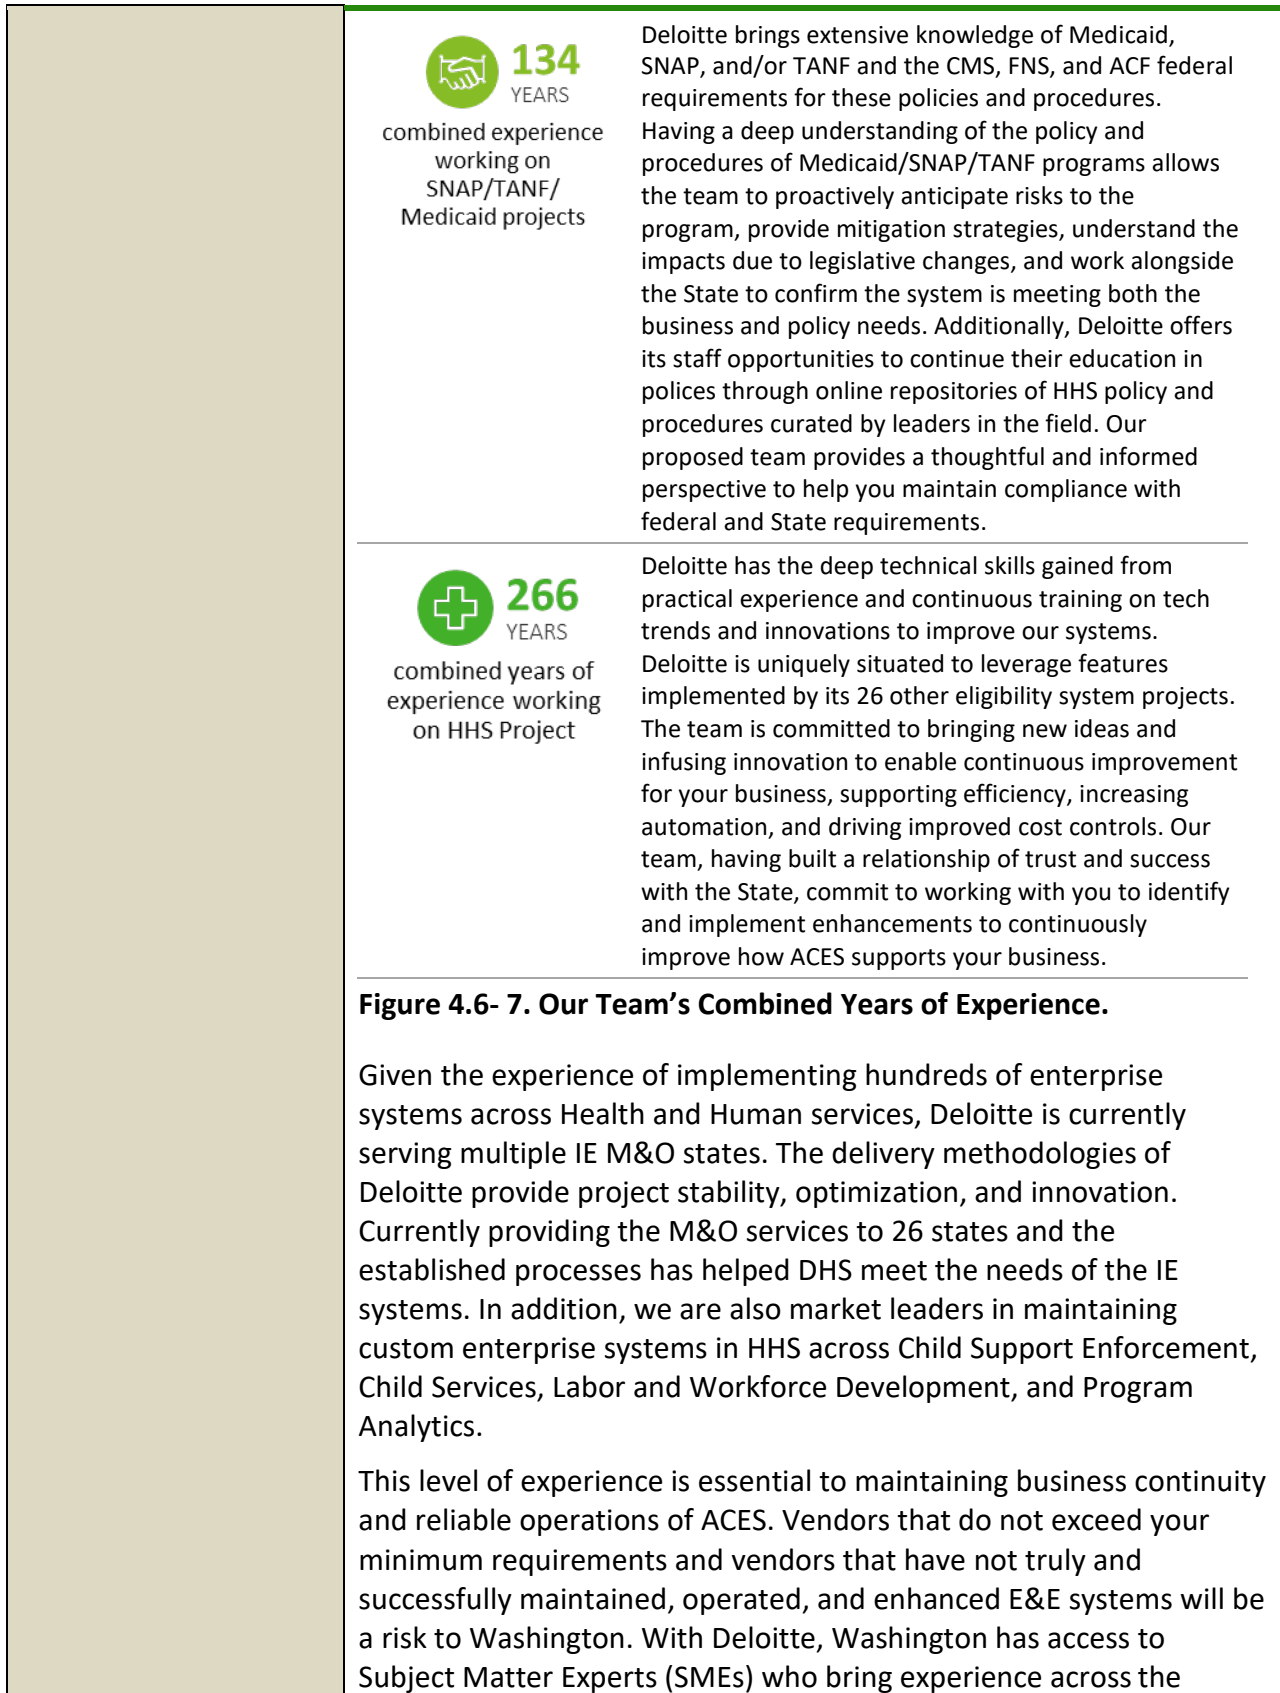 134
YEARS
combined experience
working on
SNAP/TANF/
Medicaid projects
Deloitte brings extensive knowledge of Medicaid,
SNAP, and/or TANF and the CMS, FNS, and ACF federal
requirements for these policies and procedures.
Having a deep understanding of the policy and
procedures of Medicaid/SNAP/TANF programs allows
the team to proactively anticipate risks to the
program, provide mitigation strategies, understand the
impacts due to legislative changes, and work alongside
the State to confirm the system is meeting both the
business and policy needs. Additionally, Deloitte offers
its staff opportunities to continue their education in
polices through online repositories of HHS policy and
procedures curated by leaders in the field. Our
proposed team provides a thoughtful and informed
perspective to help you maintain compliance with
federal and State requirements.
266
YEARS
combined years of
experience working
on HHS Project
Deloitte has the deep technical skills gained from
practical experience and continuous training on tech
trends and innovations to improve our systems.
Deloitte is uniquely situated to leverage features
implemented by its 26 other eligibility system projects.
The team is committed to bringing new ideas and
infusing innovation to enable continuous improvement
for your business, supporting efficiency, increasing
automation, and driving improved cost controls. Our
team, having built a relationship of trust and success
with the State, commit to working with you to identify
and implement enhancements to continuously
improve how ACES supports your business.
Figure 4.6- 7. Our Team’s Combined Years of Experience.
Given the experience of implementing hundreds of enterprise
systems across Health and Human services, Deloitte is currently
serving multiple IE M&O states. The delivery methodologies of
Deloitte provide project stability, optimization, and innovation.
Currently providing the M&O services to 26 states and the
established processes has helped DHS meet the needs of the IE
systems. In addition, we are also market leaders in maintaining
custom enterprise systems in HHS across Child Support Enforcement,
Child Services, Labor and Workforce Development, and Program
Analytics.
This level of experience is essential to maintaining business continuity
and reliable operations of ACES. Vendors that do not exceed your
minimum requirements and vendors that have not truly and
successfully maintained, operated, and enhanced E&E systems will be
a risk to Washington. With Deloitte, Washington has access to
Subject Matter Experts (SMEs) who bring experience across the